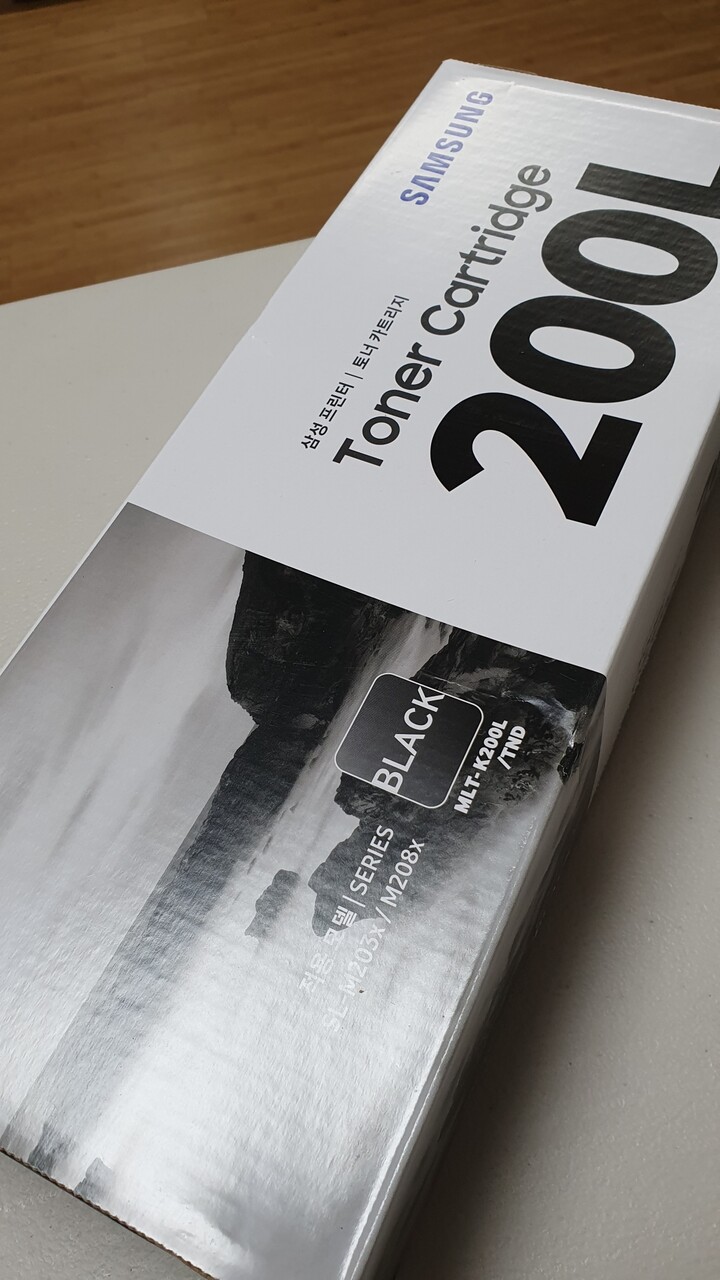 SAMSUNG
삼성 프린터 | 토너 카트리지
Toner Cartridge
200L
BLACK
MLT-K200L
/TND
적용 모델 | SERIES
SL-M203x / M208x